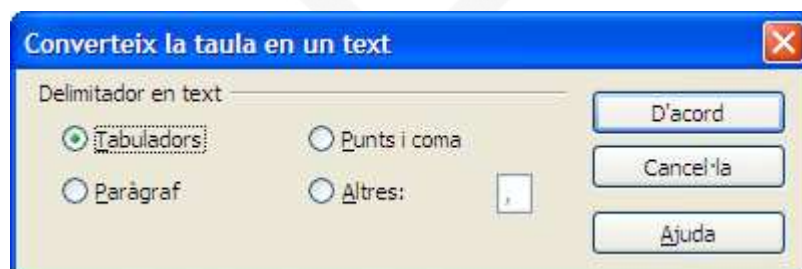 Converteix la taula en un text
Delimitador en text
Tabuladors
Punts i coma
Paràgraf
Altres: ,
D'acord
Cancel·la
Ajuda